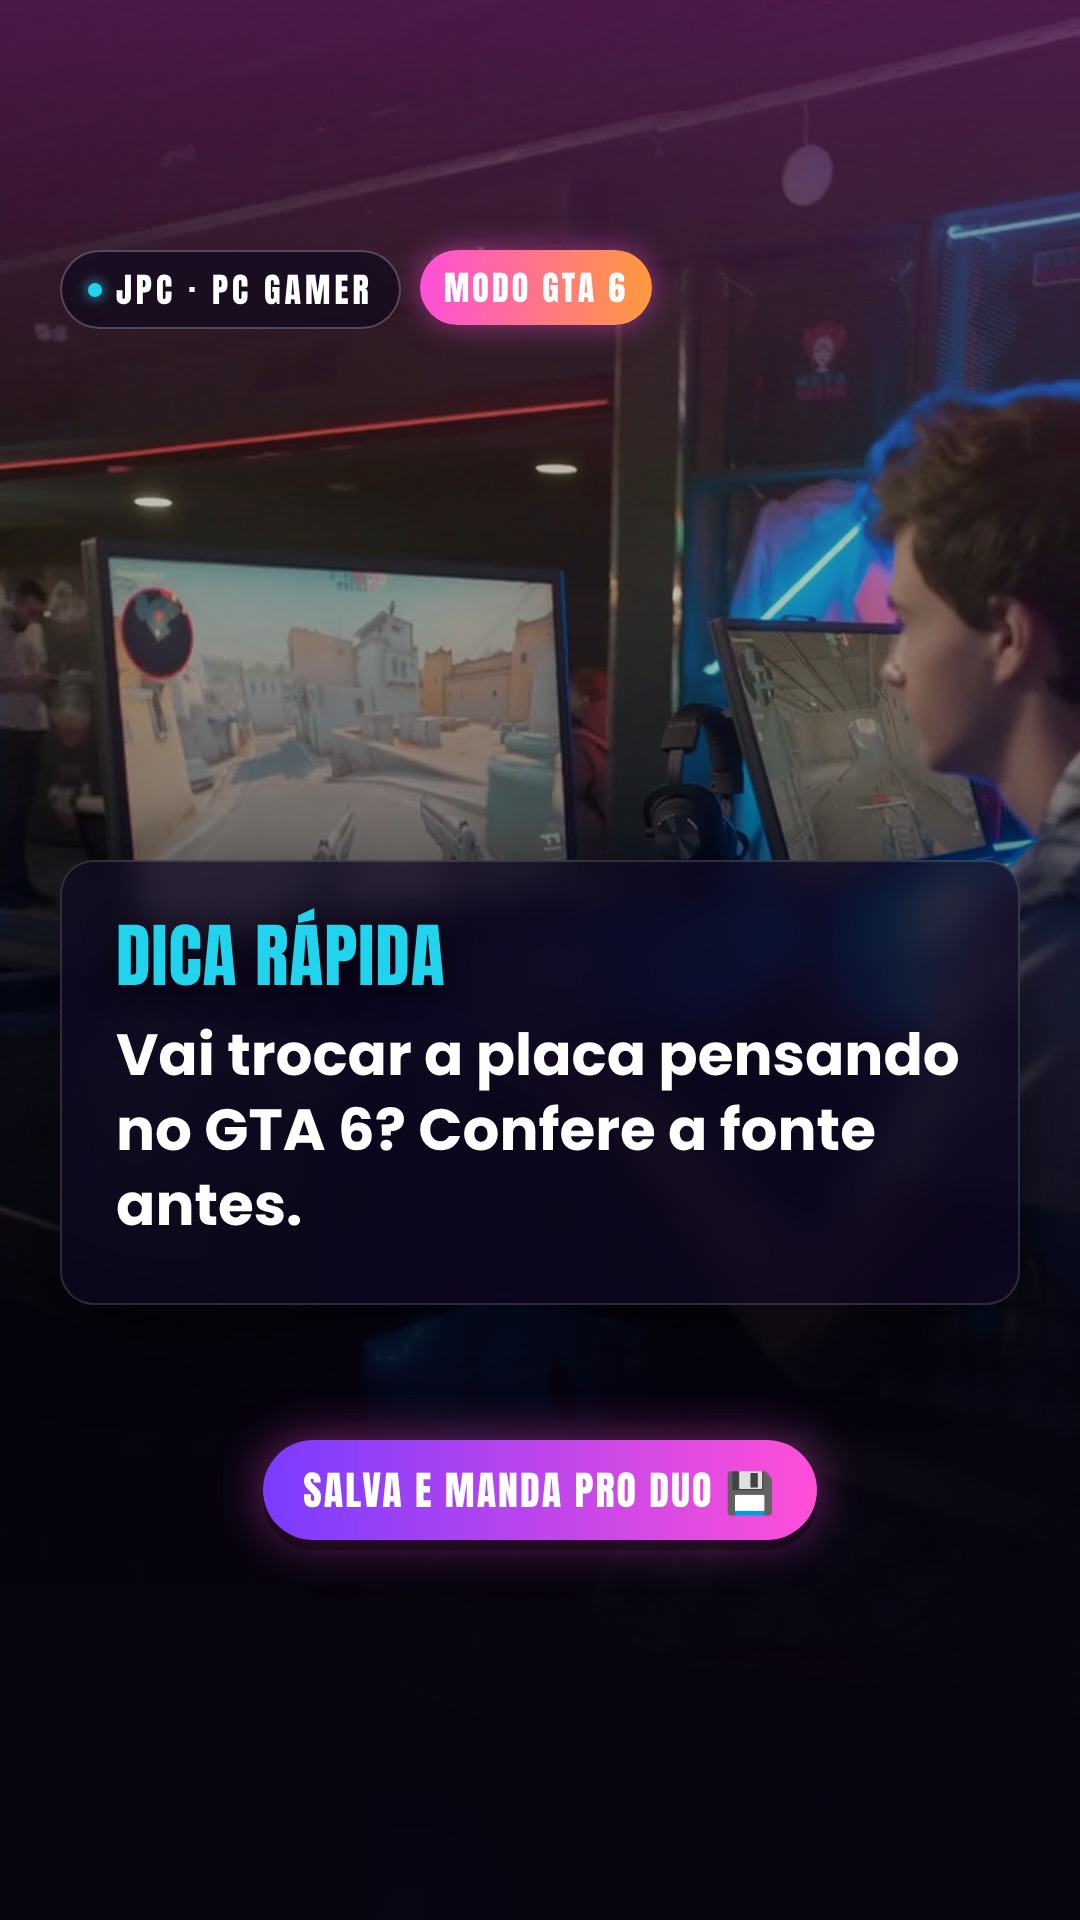 JPC · PC GAMER
MODO GTA 6
DICA RÁPIDA
Vai trocar a placa pensando
no GTA 6? Confere a fonte
antes.
SALVA E MANDA PRO DUO 💾